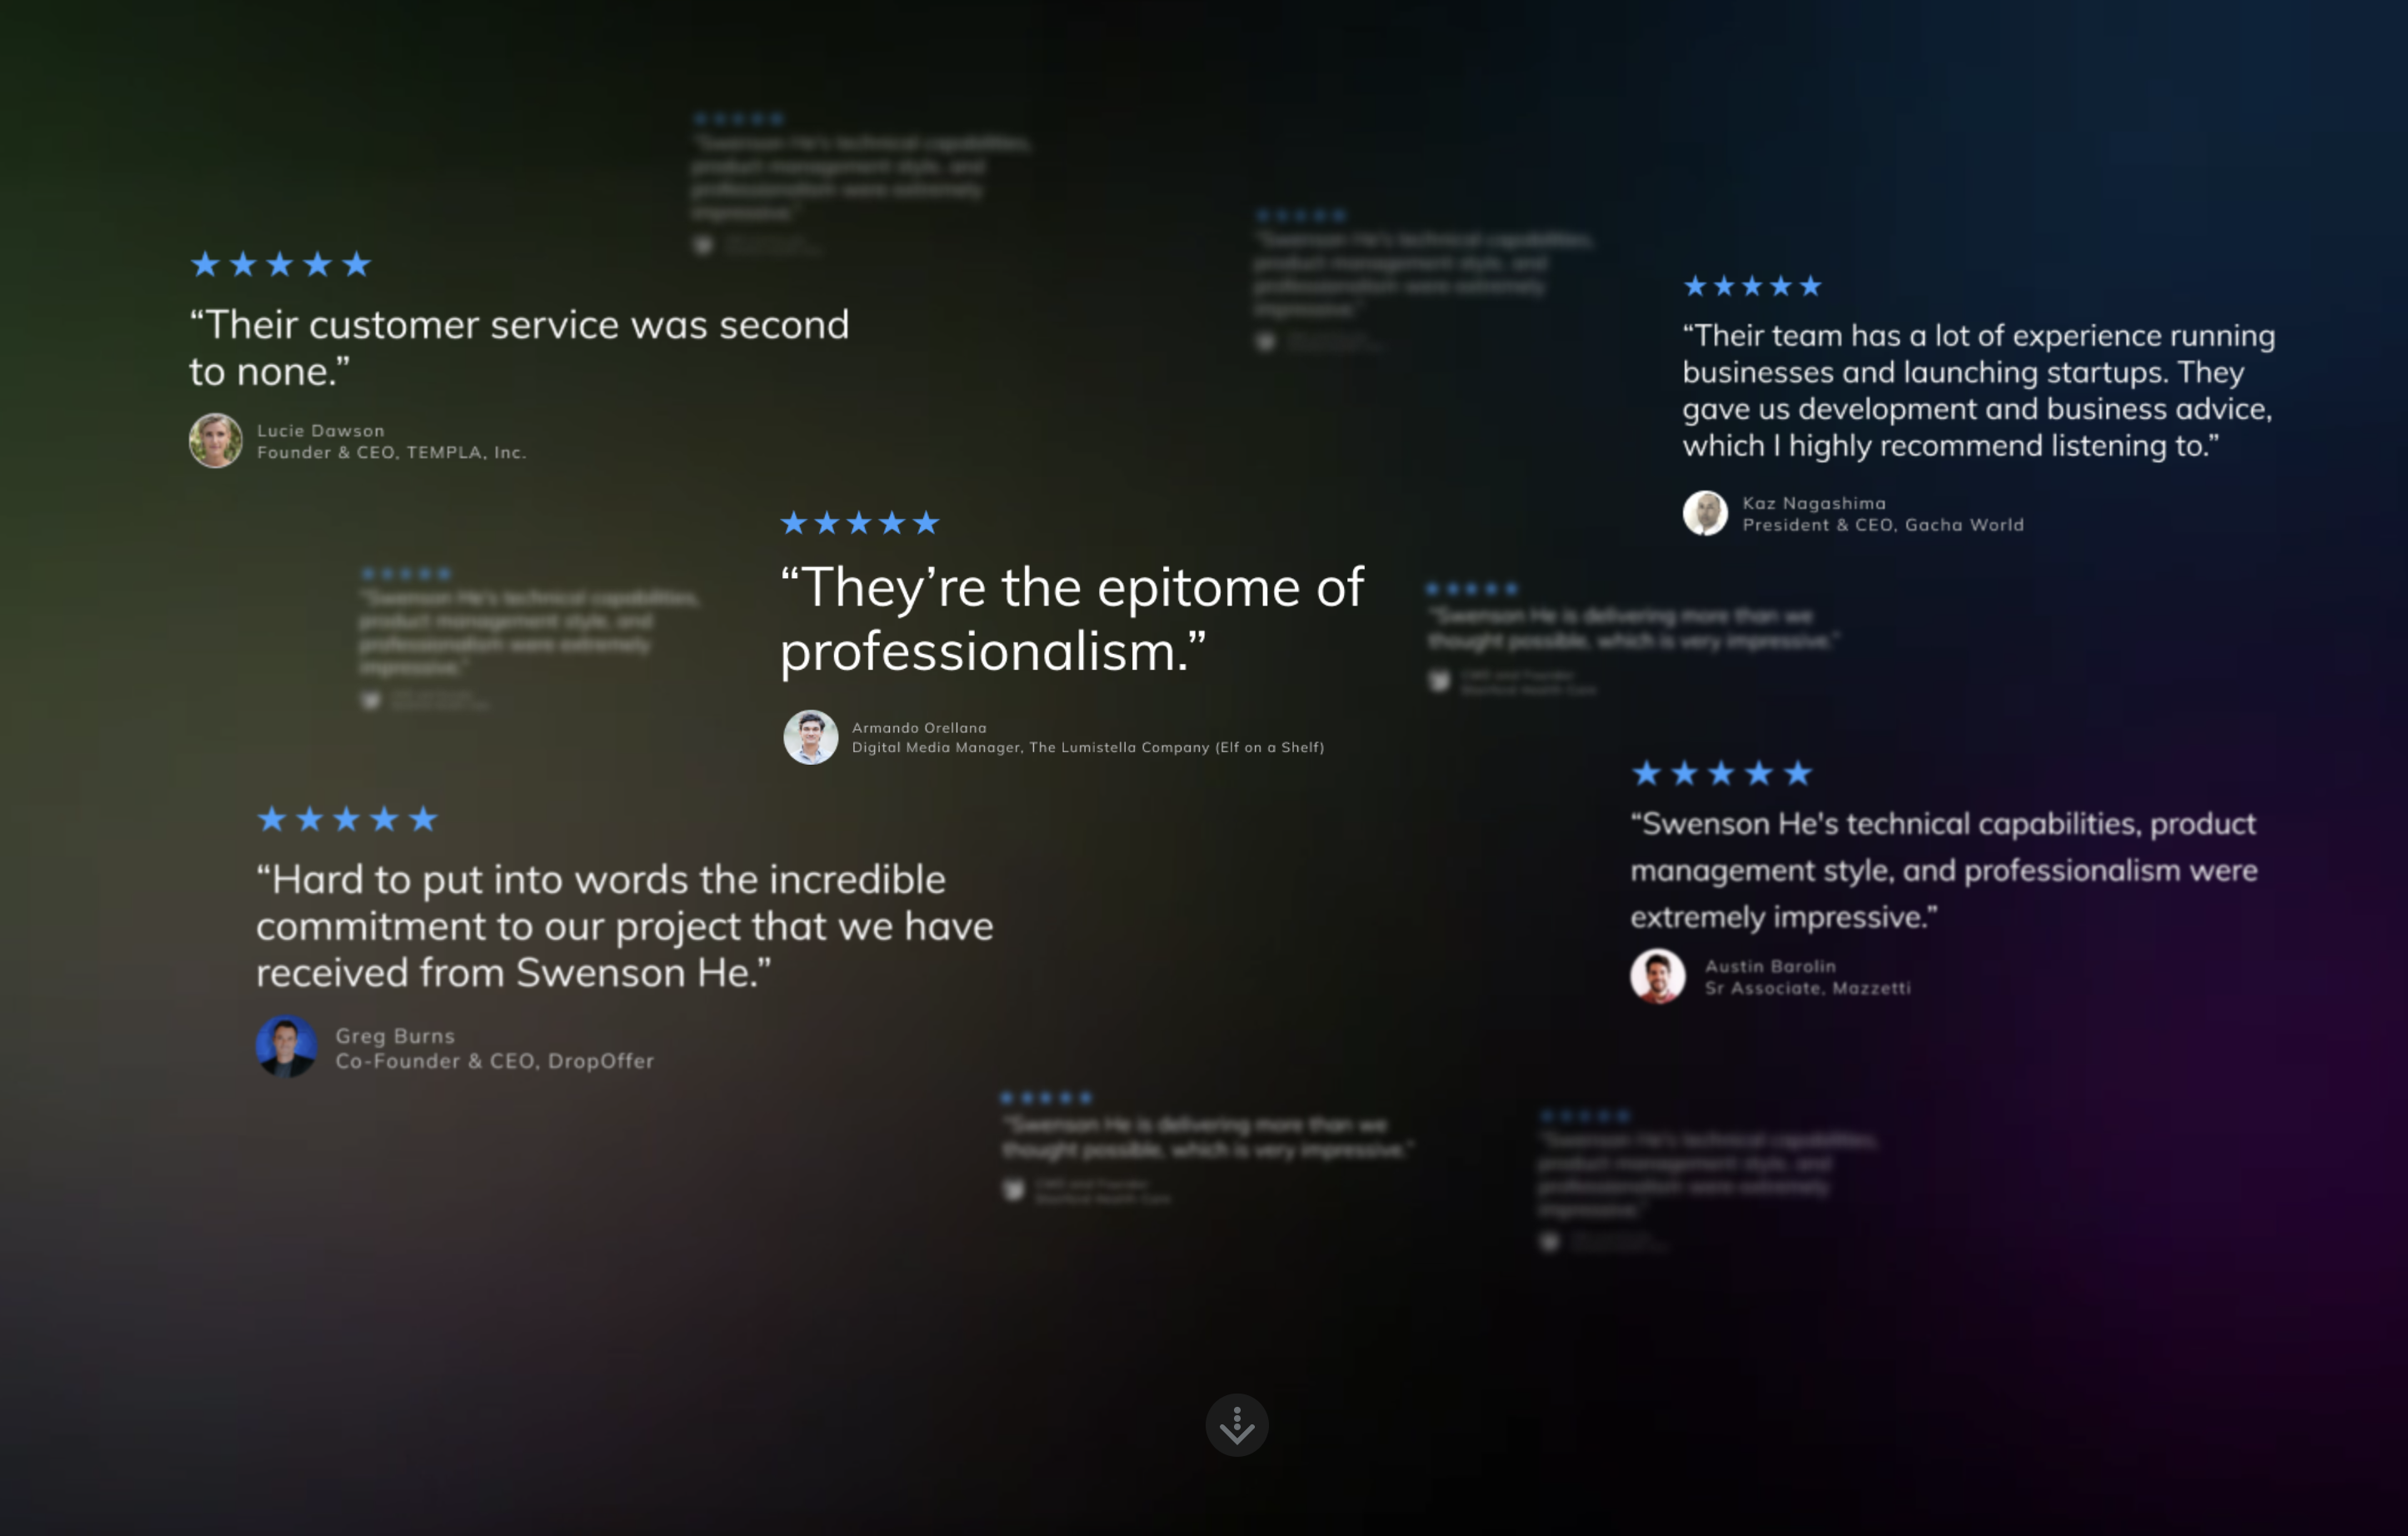 “Swenson He's technical capabilities,
product management style, and
professionalism were extremely
impressive.”
“Swenson He's technical capabilities,
product management style, and
professionalism were extremely
impressive.”
“Their customer service was second
to none.”
Lucie Dawson
Founder & CEO, TEMPLA, Inc.
“Their team has a lot of experience running
businesses and launching startups. They
gave us development and business advice,
which I highly recommend listening to.”
Kaz Nagashima
President & CEO, Gacha World
“They’re the epitome of
professionalism.”
Armando Orellana
Digital Media Manager, The Lumistella Company (Elf on a Shelf)
“Swenson He's technical capabilities,
product management style, and
professionalism were extremely
impressive.”
“Swenson He is delivering more than we
thought possible, which is very impressive.”
“Hard to put into words the incredible
commitment to our project that we have
received from Swenson He.”
Greg Burns
Co-Founder & CEO, DropOffer
“Swenson He's technical capabilities, product
management style, and professionalism were
extremely impressive.”
Austin Barolin
Sr Associate, Mazzetti
“Swenson He is delivering more than we
thought possible, which is very impressive.”
“Swenson He's technical capabilities,
product management style, and
professionalism were extremely
impressive.”